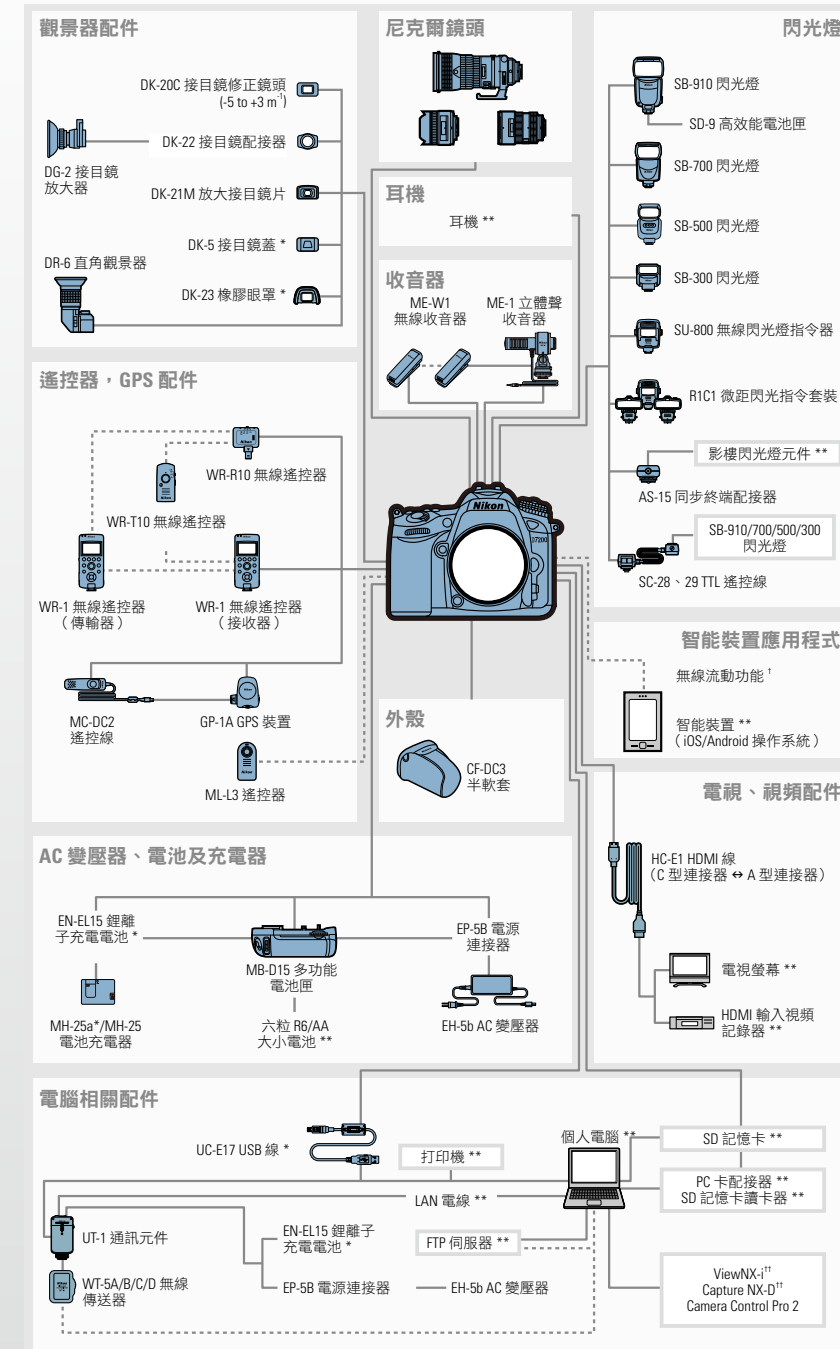 觀景器配件
DK-20C 接目鏡修正鏡頭
(-5 to +3 m⁻¹)
DK-22 接目鏡配接器
DG-2 接目鏡
放大器
DK-21M 放大接目鏡片
DK-5 接目鏡蓋 *
DR-6 直角觀景器
DK-23 橡膠眼罩 *
尼克爾鏡頭
耳機
耳機 **
收音器
ME-W1
無線收音器
ME-1 立體聲
收音器
閃光燈
SB-910 閃光燈
SD-9 高效能電池匣
SB-700 閃光燈
SB-500 閃光燈
SB-300 閃光燈
SU-800 無線閃光燈指令器
R1C1 微距閃光指令套裝
影樓閃光燈元件 **
AS-15 同步終端配接器
SB-910/700/500/300
閃光燈
SC-28、29 TTL 遙控線
遙控器，GPS 配件
WR-R10 無線遙控器
WR-T10 無線遙控器
WR-1 無線遙控器
（傳輸器）
WR-1 無線遙控器
（接收器）
MC-DC2
遙控線
GP-1A GPS 裝置
ML-L3 遙控器
Nikon
D7200
外殼
CF-DC3
半軟套
智能裝置應用程式
無線流動功能 †
智能裝置 **
（iOS/Android 操作系統）
電視、視頻配件
HC-E1 HDMI 線
（C 型連接器 ↔ A 型連接器）
電視螢幕 **
HDMI 輸入視頻
記錄器 **
AC 變壓器、電池及充電器
EN-EL15 鋰離
子充電電池 *
MH-25a*/MH-25
電池充電器
MB-D15 多功能
電池匣
六粒 R6/AA
大小電池 **
EP-5B 電源
連接器
EH-5b AC 變壓器
電腦相關配件
UC-E17 USB 線 *
打印機 **
個人電腦 **
SD 記憶卡 **
PC 卡配接器 **
SD 記憶卡讀卡器 **
LAN 電線 **
UT-1 通訊元件
EN-EL15 鋰離子
充電電池 *
FTP 伺服器 **
WT-5A/B/C/D 無線
傳送器
EP-5B 電源連接器
EH-5b AC 變壓器
ViewNX-i††
Capture NX-D††
Camera Control Pro 2